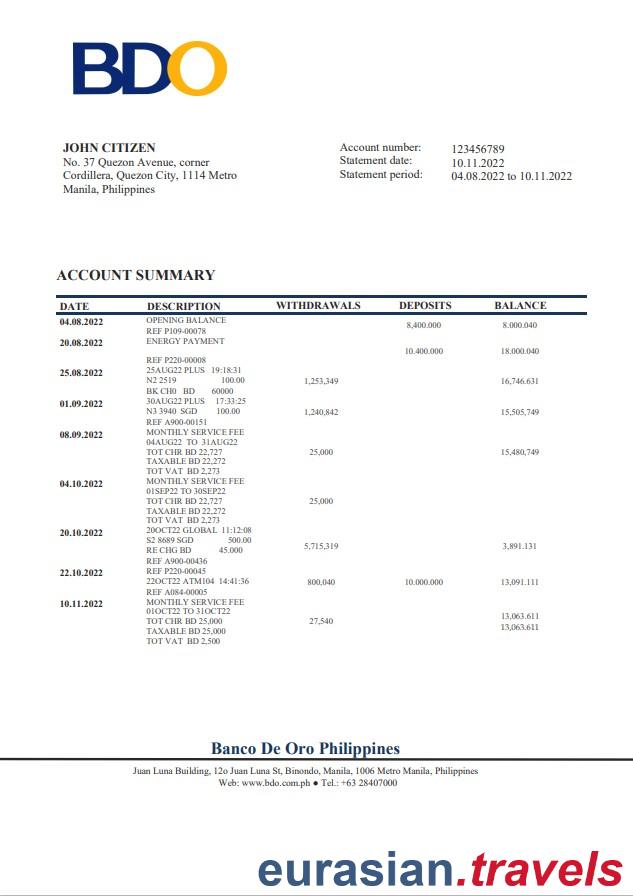 BDO
JOHN CITIZEN
No. 37 Quezon Avenue, corner
Cordillera, Quezon City, 1114 Metro
Manila, Philippines
Account number: 123456789
Statement date: 10.11.2022
Statement period: 04.08.2022 to 10.11.2022
ACCOUNT SUMMARY
DATE DESCRIPTION WITHDRAWALS DEPOSITS BALANCE
04.08.2022 OPENING BALANCE
8,400.000 8.000.040
REF P109-00078
20.08.2022 ENERGY PAYMENT
10.400.000 18.000.040
REF P220-00008
25.08.2022 25AUG22 PLUS 19:18:31
N2 2519 100.00 1,253,349 16,746.631
BK CH0 BD 60000
01.09.2022 30AUG22 PLUS 17:33:25
N3 3940 SGD 100.00 1,240,842 15,505,749
REF A900-00151
08.09.2022 MONTHLY SERVICE FEE
04AUG22 TO 31AUG22
TOT CHR BD 22,727 25,000 15,480,749
TAXABLE BD 22,272
TOT VAT BD 2,273
04.10.2022 MONTHLY SERVICE FEE
01SEP22 TO 30SEP22
TOT CHR BD 22,727 25,000
TAXABLE BD 22,272
TOT VAT BD 2,273
20.10.2022 20OCT22 GLOBAL 11:12:08
S2 8689 SGD 500.00
RE CHG BD 45.000 5,715,319 3,891.131
REF A900-00436
22.10.2022 REF P220-00045
22OCT22 ATM104 14:41:36 800,040 10.000.000 13,091.111
REF A084-00005
10.11.2022 MONTHLY SERVICE FEE
01OCT22 TO 31OCT22 13,063.611
TOT CHR BD 25,000 27,540
TAXABLE BD 25,000 13,063.611
TOT VAT BD 2,500
Banco De Oro Philippines
Juan Luna Building, 12o Juan Luna St, Binondo, Manila, 1006 Metro Manila, Philippines
Web: www.bdo.com.ph ● Tel.: +63 28407000
eurasian.travels